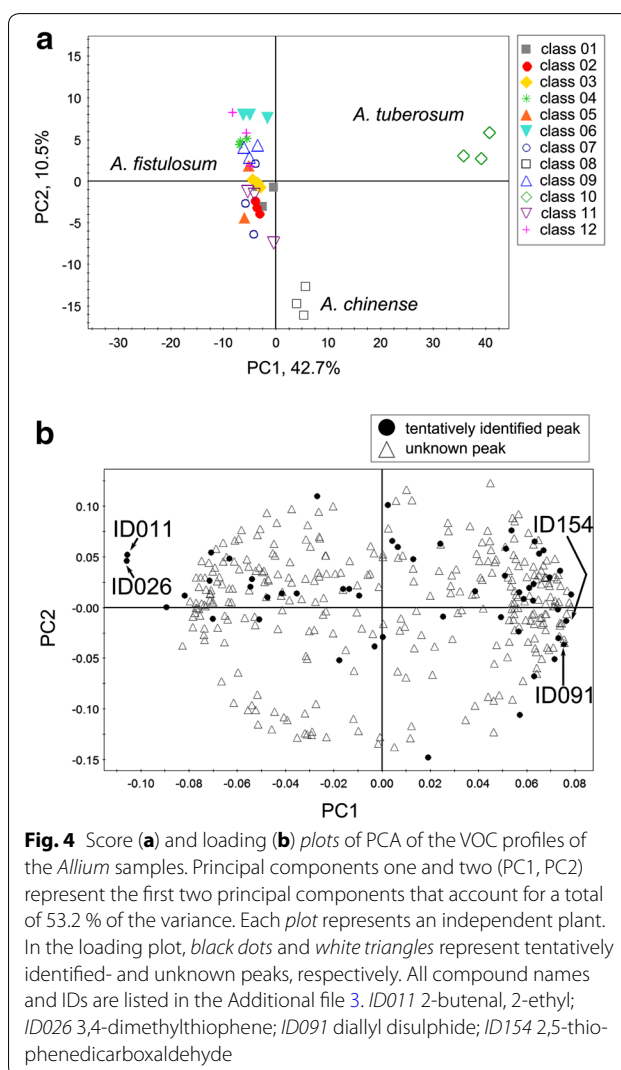 a
15
10
5
0
-5
-10
-15
PC2, 10.5%
A. tuberosum
A. fistulosum
A. chinense
-30
-20
-10
0
10
20
30
40
PC1, 42.7%
class 01
class 02
class 03
class 04
class 05
class 06
class 07
class 08
class 09
class 10
class 11
class 12
b
tentatively identified peak
unknown peak
0.10
0.05
-0.00
-0.05
-0.10
-0.15
PC2
ID011
ID026
ID154
ID091
-0.10
-0.08
-0.06
-0.04
-0.02
0.00
0.02
0.04
0.06
0.08
PC1
Fig. 4 Score (a) and loading (b) plots of PCA of the VOC profiles of
the Allium samples. Principal components one and two (PC1, PC2)
represent the first two principal components that account for a total
of 53.2 % of the variance. Each plot represents an independent plant.
In the loading plot, black dots and white triangles represent tentatively
identified- and unknown peaks, respectively. All compound names
and IDs are listed in the Additional file 3. ID011 2-butenal, 2-ethyl;
ID026 3,4-dimethylthiophene; ID091 diallyl disulphide; ID154 2,5-thio-
phenedicarboxaldehyde